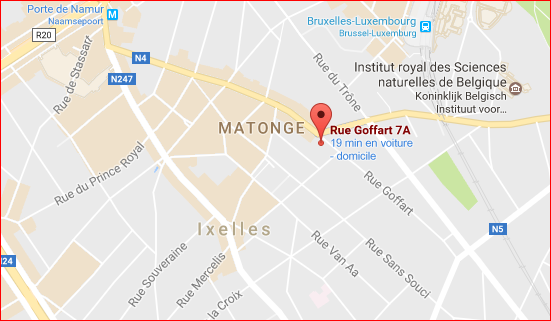 Porte de Namur
Naamsepoort
M
R20
N4
Bruxelles-Luxembourg
Brussel-Luxemburg
Rue de Stassart
N247
Rue du Trône
Institut royal des Sciences
naturelles de Belgique
Koninklijk Belgisch
Instituut voor...
MATONGE
Rue Goffart 7A
19 min en voiture
- domicile
Rue du Prince Royal
Rue Goffart
Ixelles
N5
Rue Souveraine
Rue Mercelis
Rue Van Aa
Rue Sans Souci
24
la Croix